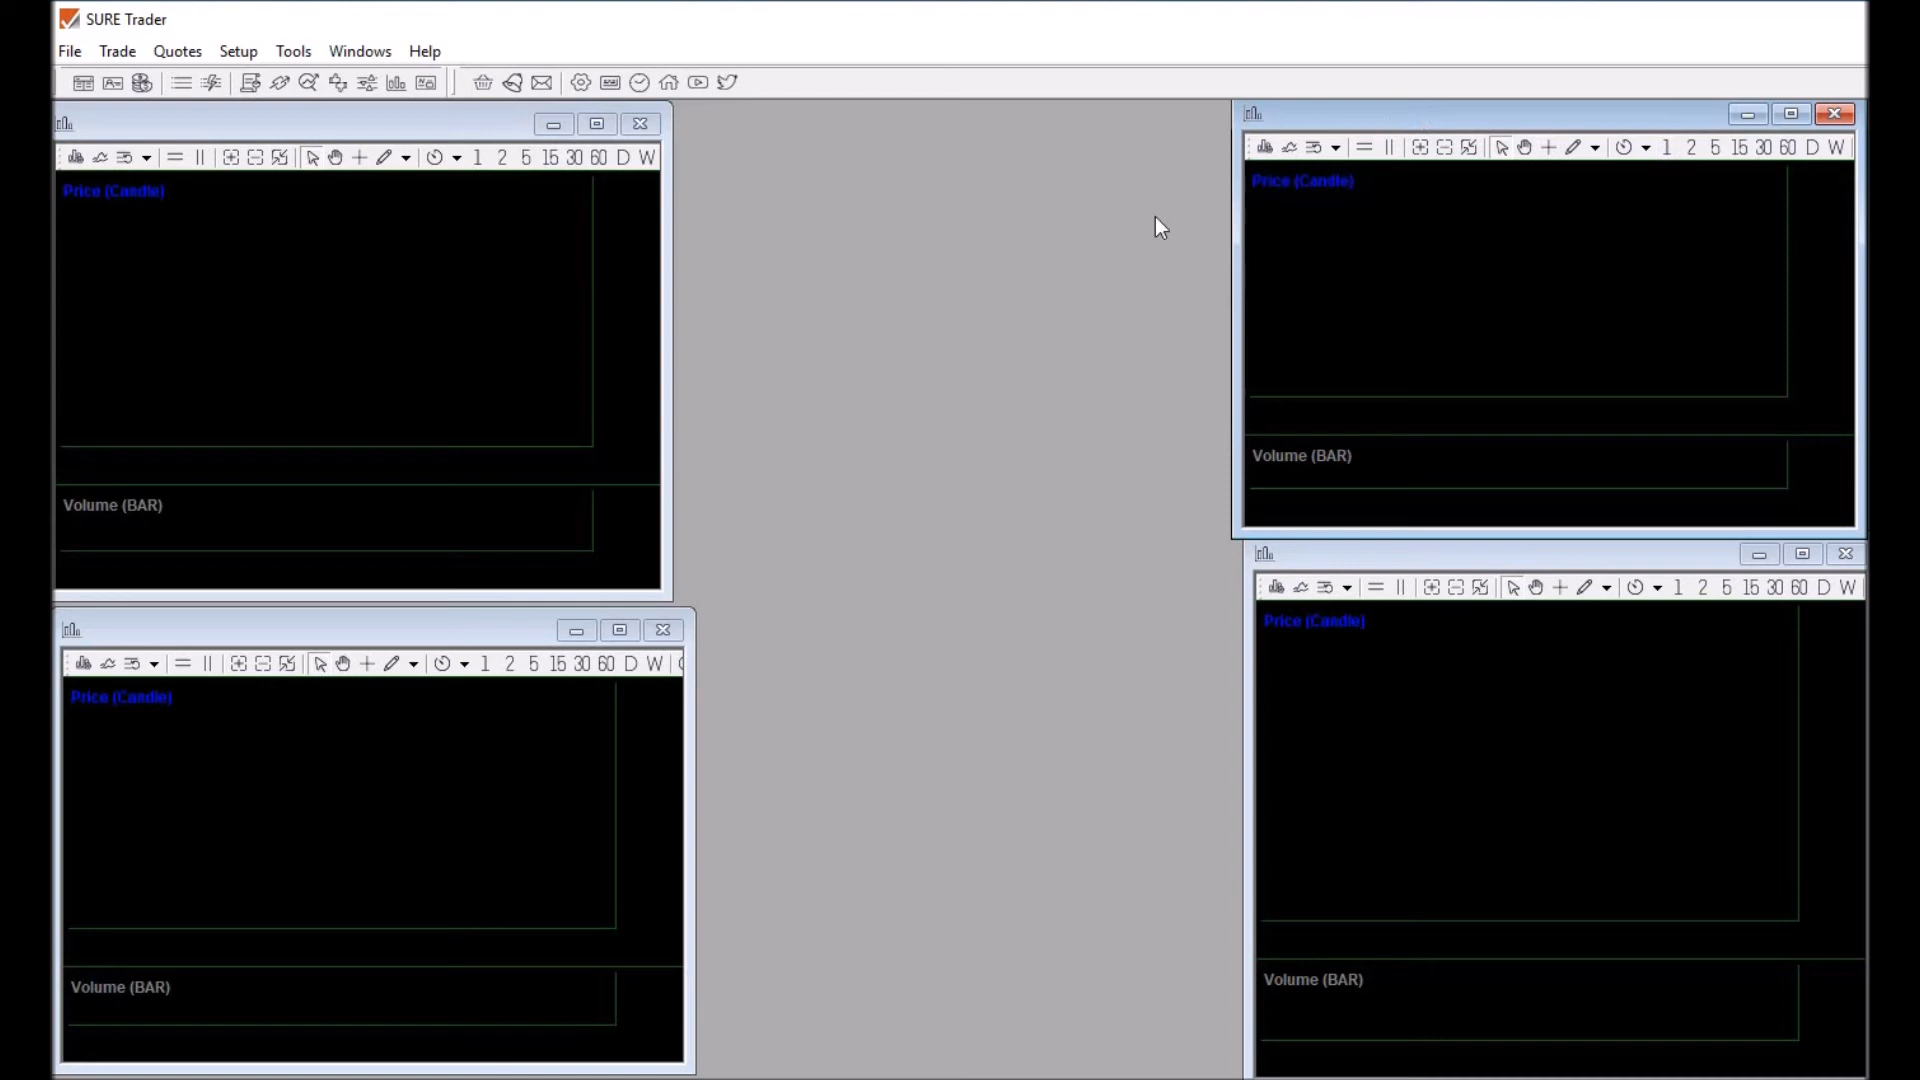 SURE Trader
File Trade Quotes Setup Tools Windows Help
1 2 5 15 30 60 D W
Price (Candle)
Volume (BAR)
1 2 5 15 30 60 D W
Price (Candle)
Volume (BAR)
1 2 5 15 30 60 D W
Price (Candle)
Volume (BAR)
1 2 5 15 30 60 D W
Price (Candle)
Volume (BAR)